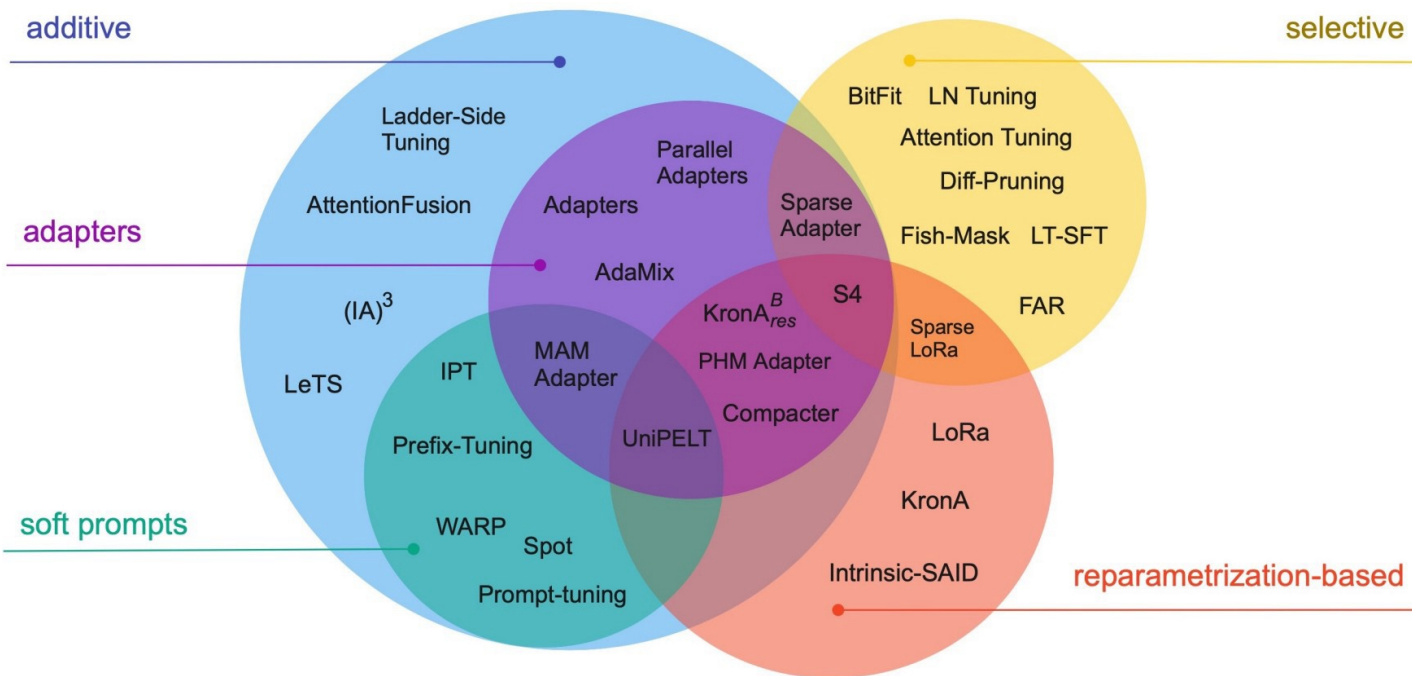 additive
selective
BitFit LN Tuning
Ladder-Side
Tuning
Attention Tuning
Parallel
Adapters
Diff-Pruning
AttentionFusion
Adapters
Sparse
Adapter
adapters
Fish-Mask LT-SFT
AdaMix
(IA)³
KronA^B_res
S4
FAR
Sparse
LoRa
MAM
Adapter
IPT
PHM Adapter
LeTS
Compacter
LoRa
Prefix-Tuning
UniPELT
KronA
soft prompts
WARP
Spot
Intrinsic-SAID
reparametrization-based
Prompt-tuning